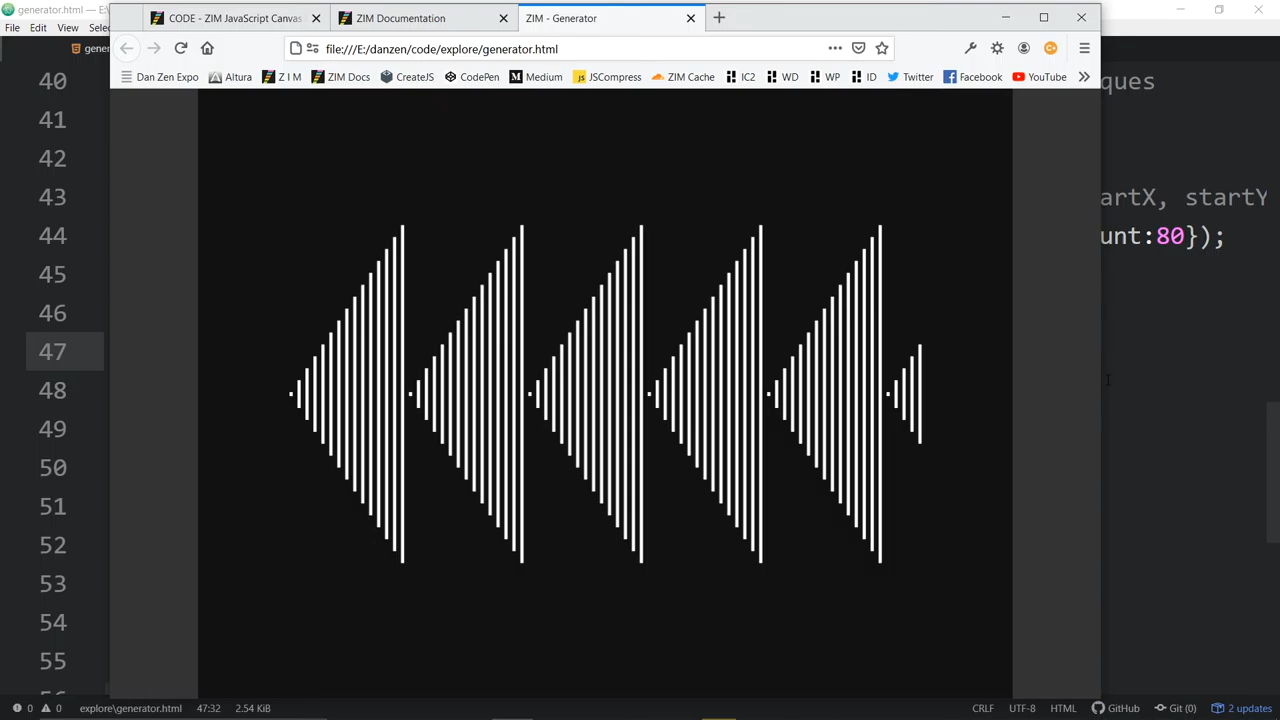 generator.html
File Edit View Sele
CODE - ZIM JavaScript Canvas
ZIM Documentation
ZIM - Generator
gener
file:///E:/danzen/code/explore/generator.html
Dan Zen Expo Altura Z I M ZIM Docs CreateJS CodePen Medium JSCompress ZIM Cache IC2 WD WP ID Twitter Facebook YouTube
40 ques
41
42
43 artX, startY
44 unt:80});
45
46
47
48
49
50
51
52
53
54
55
0 0 explore\generator.html 47:32 2.54 KiB CRLF UTF-8 HTML GitHub Git (0) 2 updates